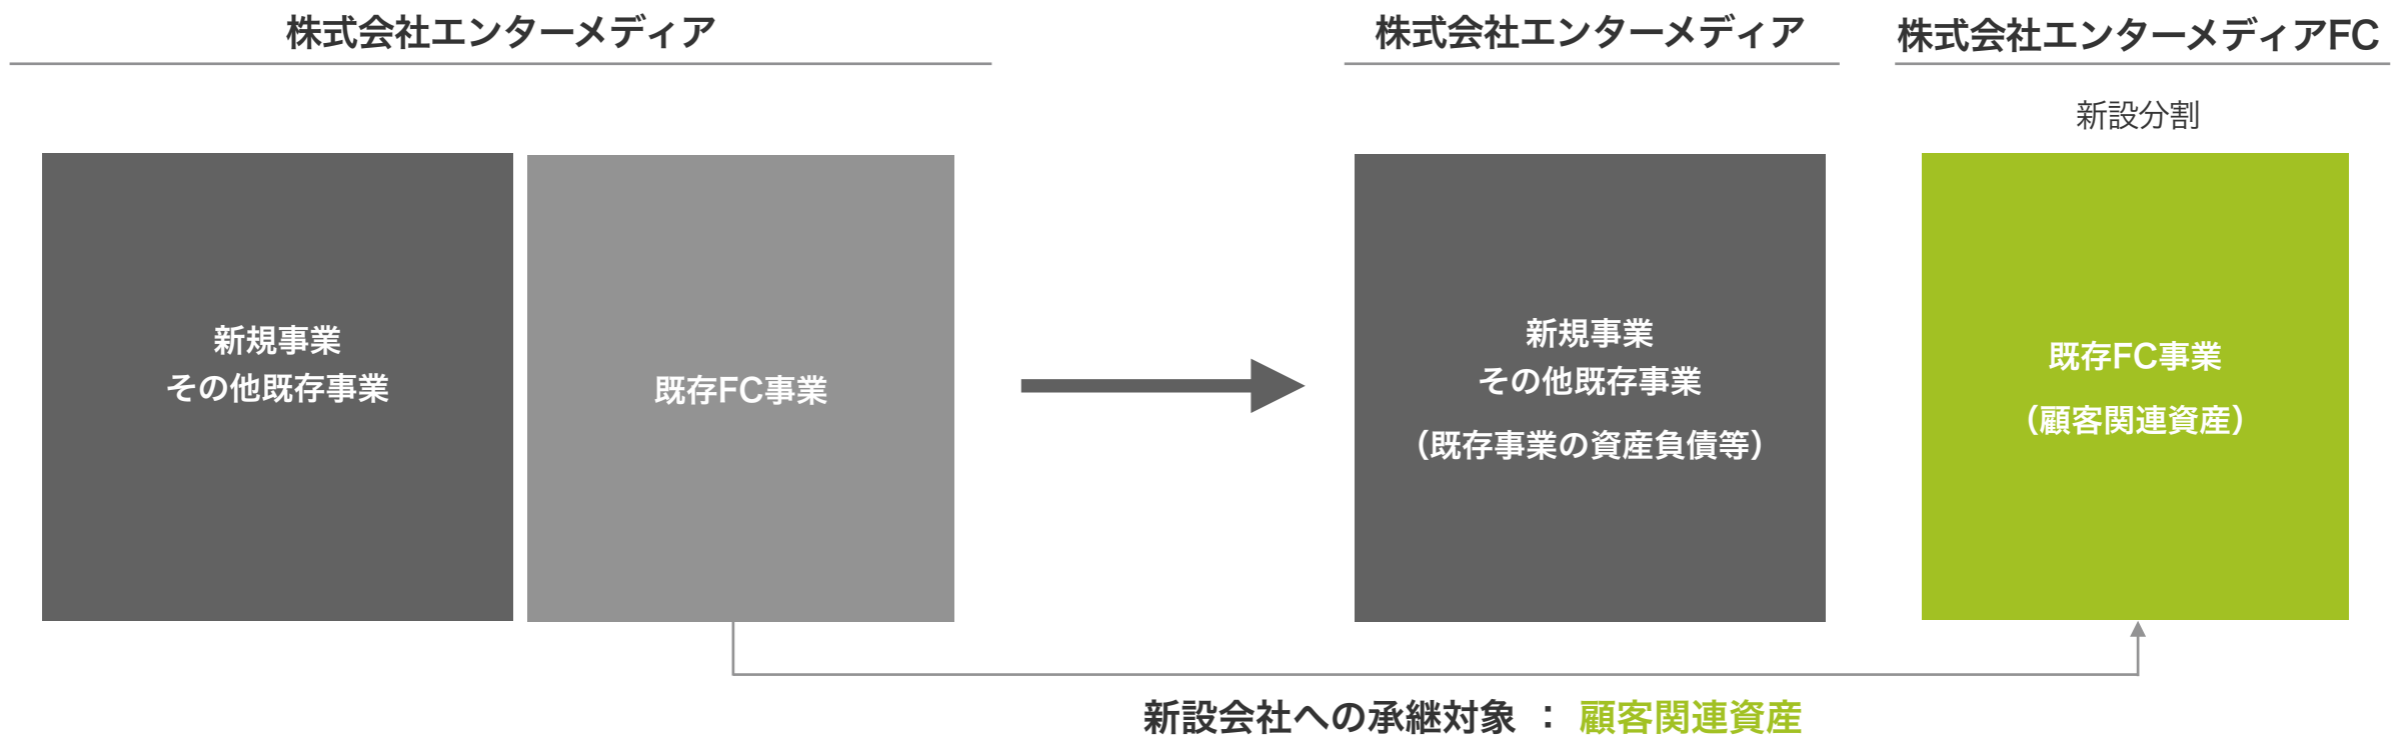 株式会社エンターメディア
新規事業
その他既存事業
既存FC事業
株式会社エンターメディア
新規事業
その他既存事業
（既存事業の資産負債等）
株式会社エンターメディアFC
新設分割
既存FC事業
（顧客関連資産）
新設会社への承継対象 ： 顧客関連資産